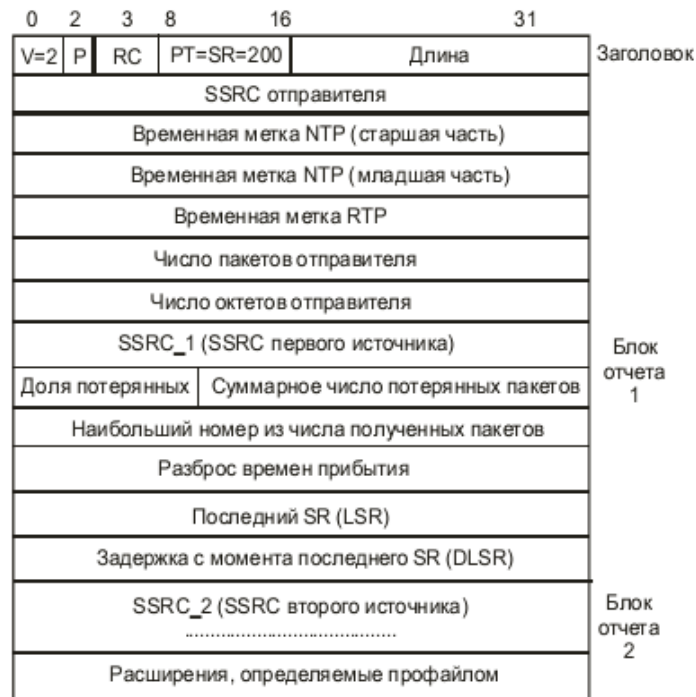 0 2 3 8 16 31
V=2 P RC PT=SR=200 Длина Заголовок
SSRC отправителя
Временная метка NTP (старшая часть)
Временная метка NTP (младшая часть)
Временная метка RTP
Число пакетов отправителя
Число октетов отправителя
SSRC_1 (SSRC первого источника)
Блок
отчета
1
Доля потерянных Суммарное число потерянных пакетов
Наибольший номер из числа полученных пакетов
Разброс времен прибытия
Последний SR (LSR)
Задержка с момента последнего SR (DLSR)
SSRC_2 (SSRC второго источника)
........................................
Блок
отчета
2
Расширения, определяемые профайлом